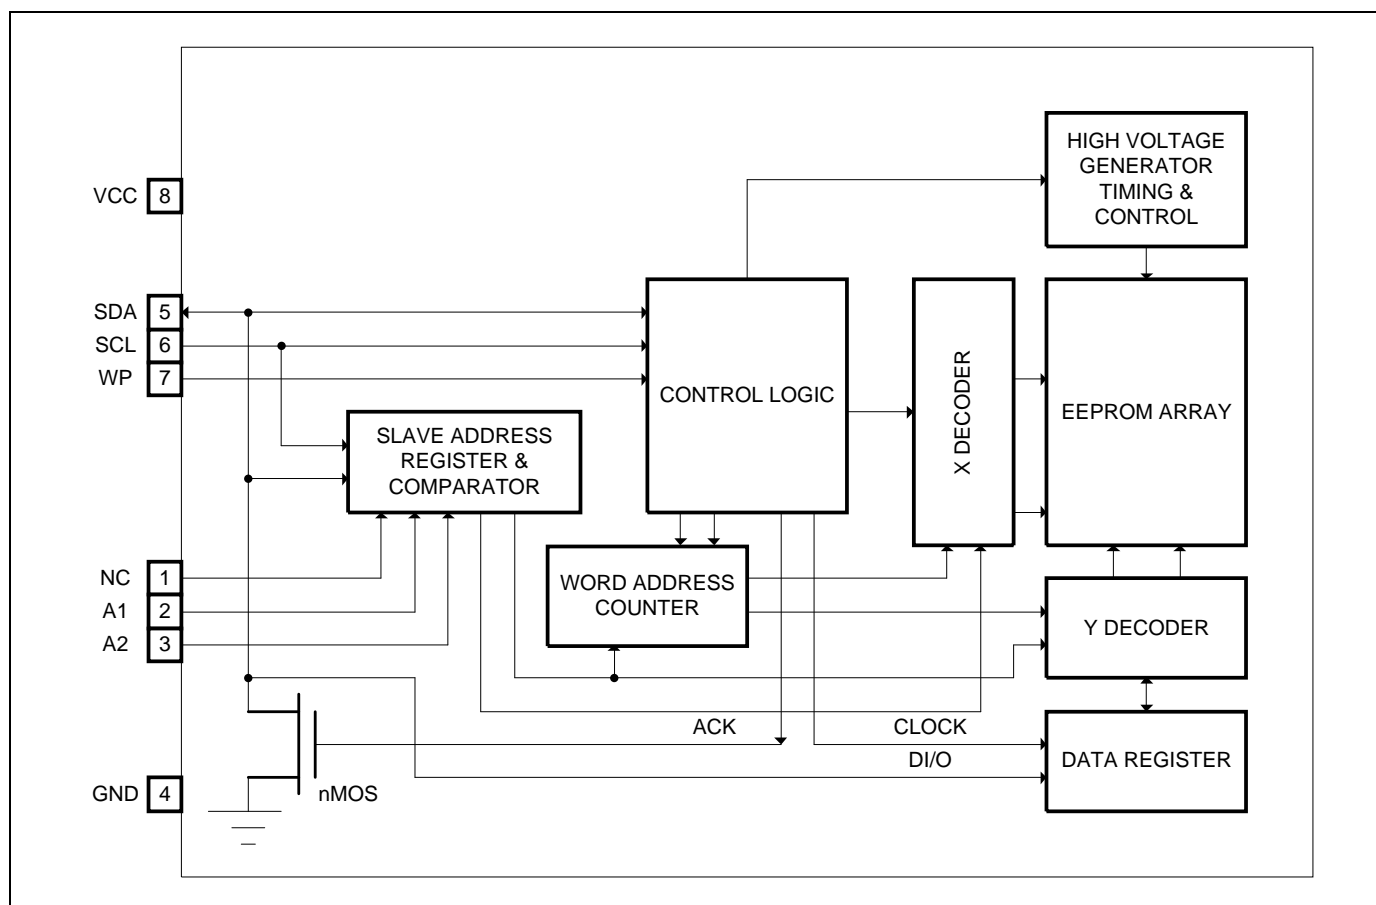 HIGH VOLTAGE
GENERATOR
TIMING &
CONTROL
VCC 8
SDA 5
SCL 6
WP 7
CONTROL LOGIC
X DECODER
EEPROM ARRAY
SLAVE ADDRESS
REGISTER &
COMPARATOR
NC 1
A1 2
A2 3
WORD ADDRESS
COUNTER
Y DECODER
ACK
CLOCK
DI/O
DATA REGISTER
GND 4
nMOS